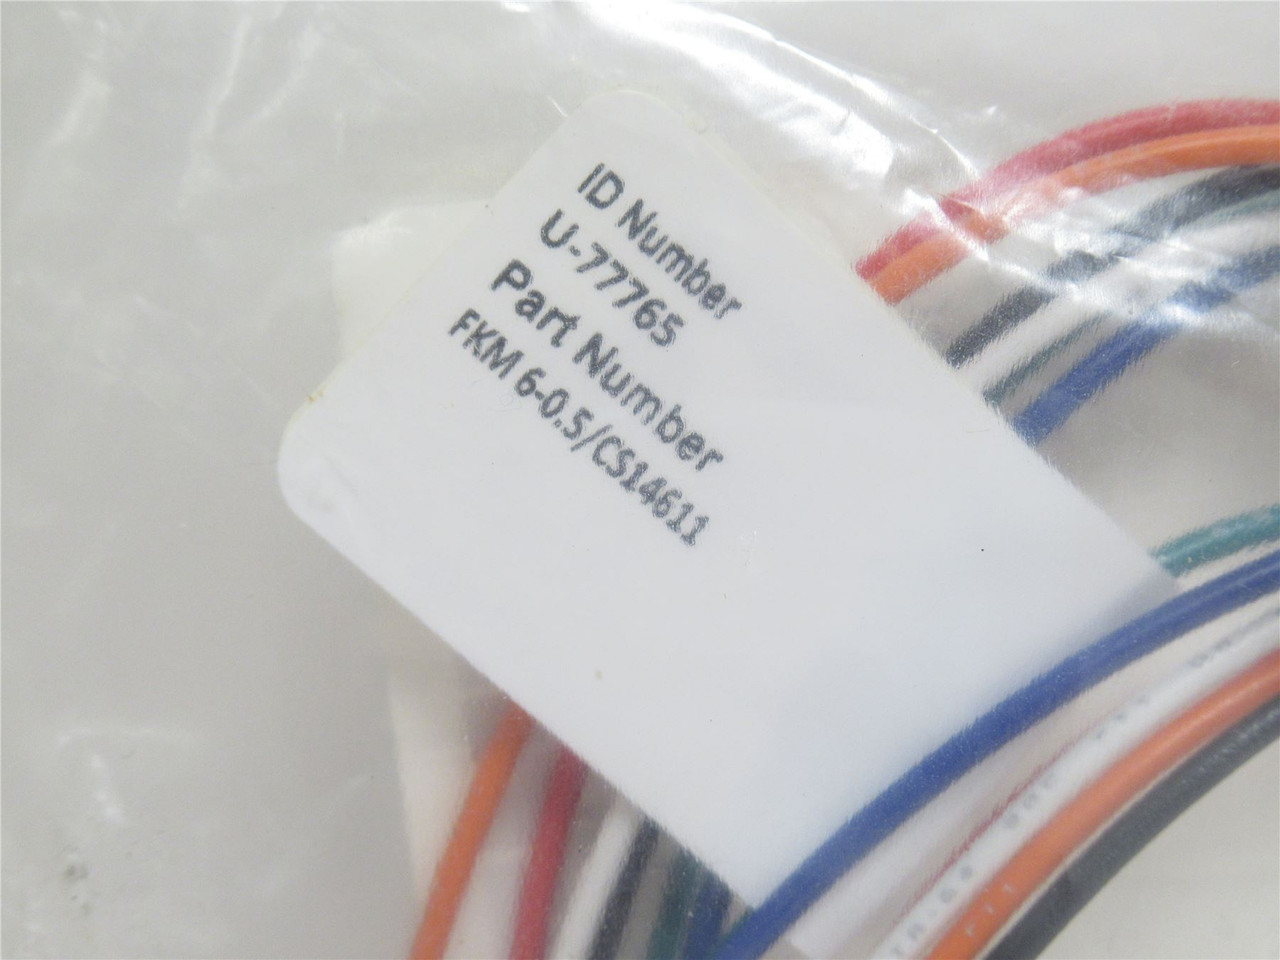 ID Number
U-77765
Part Number
FKM 6-0.5/CS14611